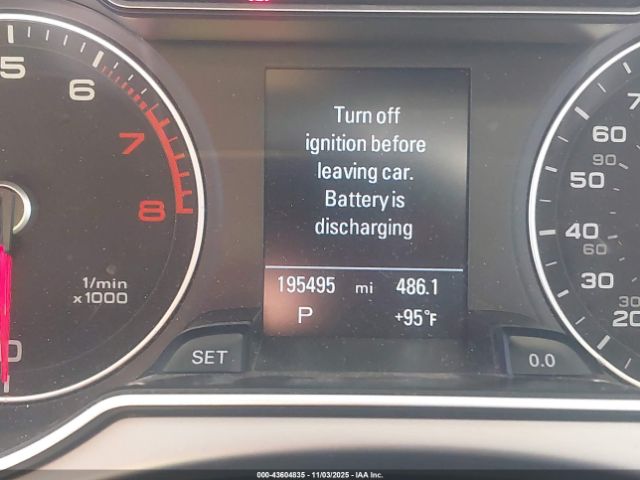 Turn off
ignition before
leaving car.
Battery is
discharging
195495 mi 486.1
P +95°F
5
6
7
8
1/min
x1000
0
SET
0.0
7
60
90
50
40
60
30
30
20
000-43604835 - 11/03/2025 - IAA Inc.